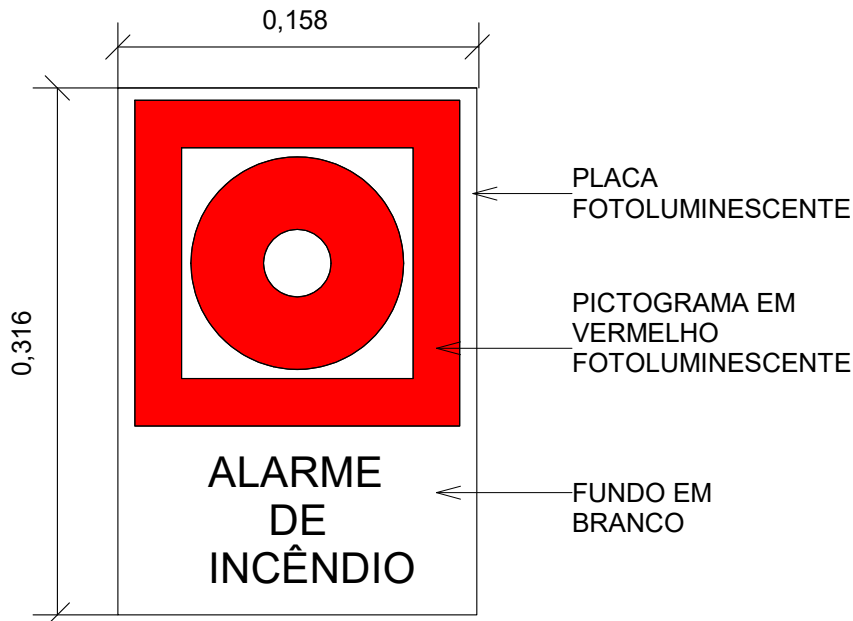 0,158
0,316
PLACA
FOTOLUMINESCENTE
PICTOGRAMA EM
VERMELHO
FOTOLUMINESCENTE
ALARME
DE
INCÊNDIO
FUNDO EM
BRANCO